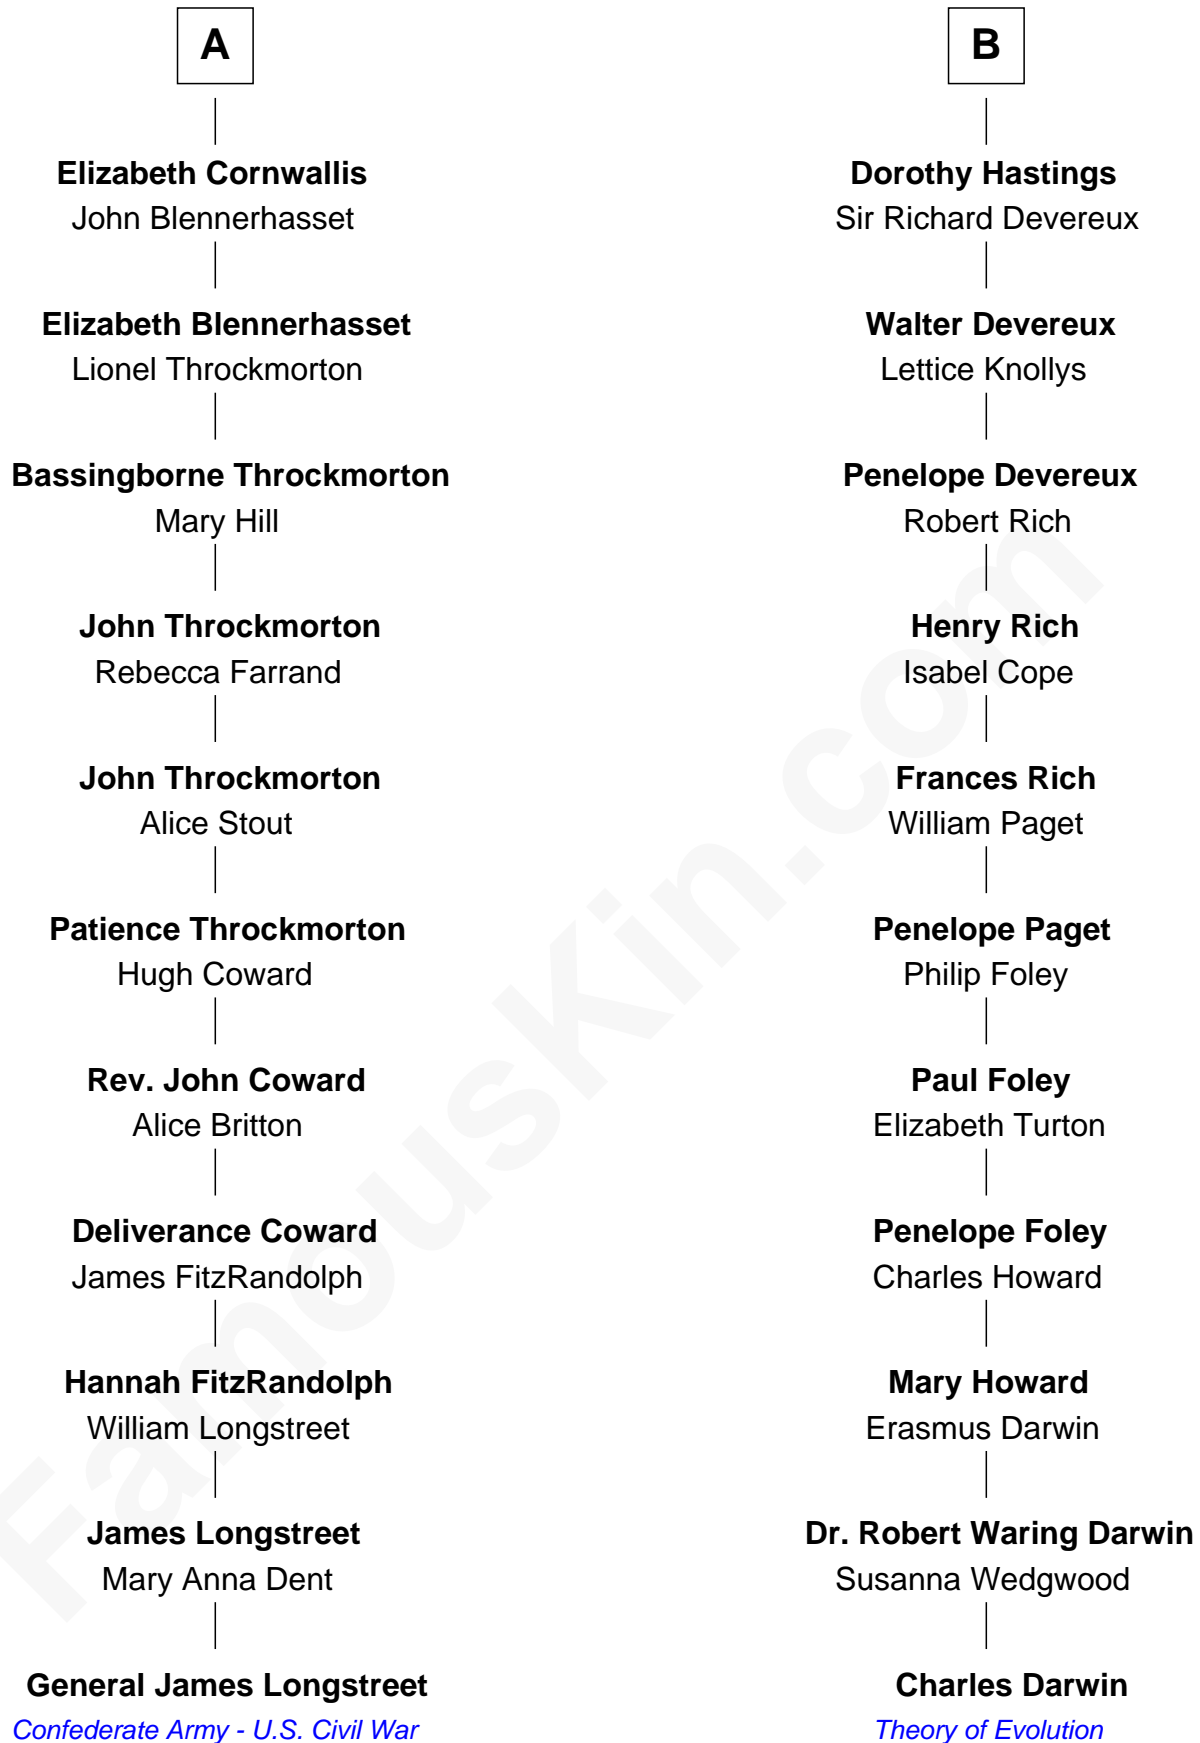 A
Elizabeth Cornwallis
John Blennerhasset
Elizabeth Blennerhasset
Lionel Throckmorton
Bassingborne Throckmorton
Mary Hill
John Throckmorton
Rebecca Farrand
John Throckmorton
Alice Stout
Patience Throckmorton
Hugh Coward
Rev. John Coward
Alice Britton
Deliverance Coward
James FitzRandolph
Hannah FitzRandolph
William Longstreet
James Longstreet
Mary Anna Dent
General James Longstreet
Confederate Army - U.S. Civil War
B
Dorothy Hastings
Sir Richard Devereux
Walter Devereux
Lettice Knollys
Penelope Devereux
Robert Rich
Henry Rich
Isabel Cope
Frances Rich
William Paget
Penelope Paget
Philip Foley
Paul Foley
Elizabeth Turton
Penelope Foley
Charles Howard
Mary Howard
Erasmus Darwin
Dr. Robert Waring Darwin
Susanna Wedgwood
Charles Darwin
Theory of Evolution
FamousKin.com